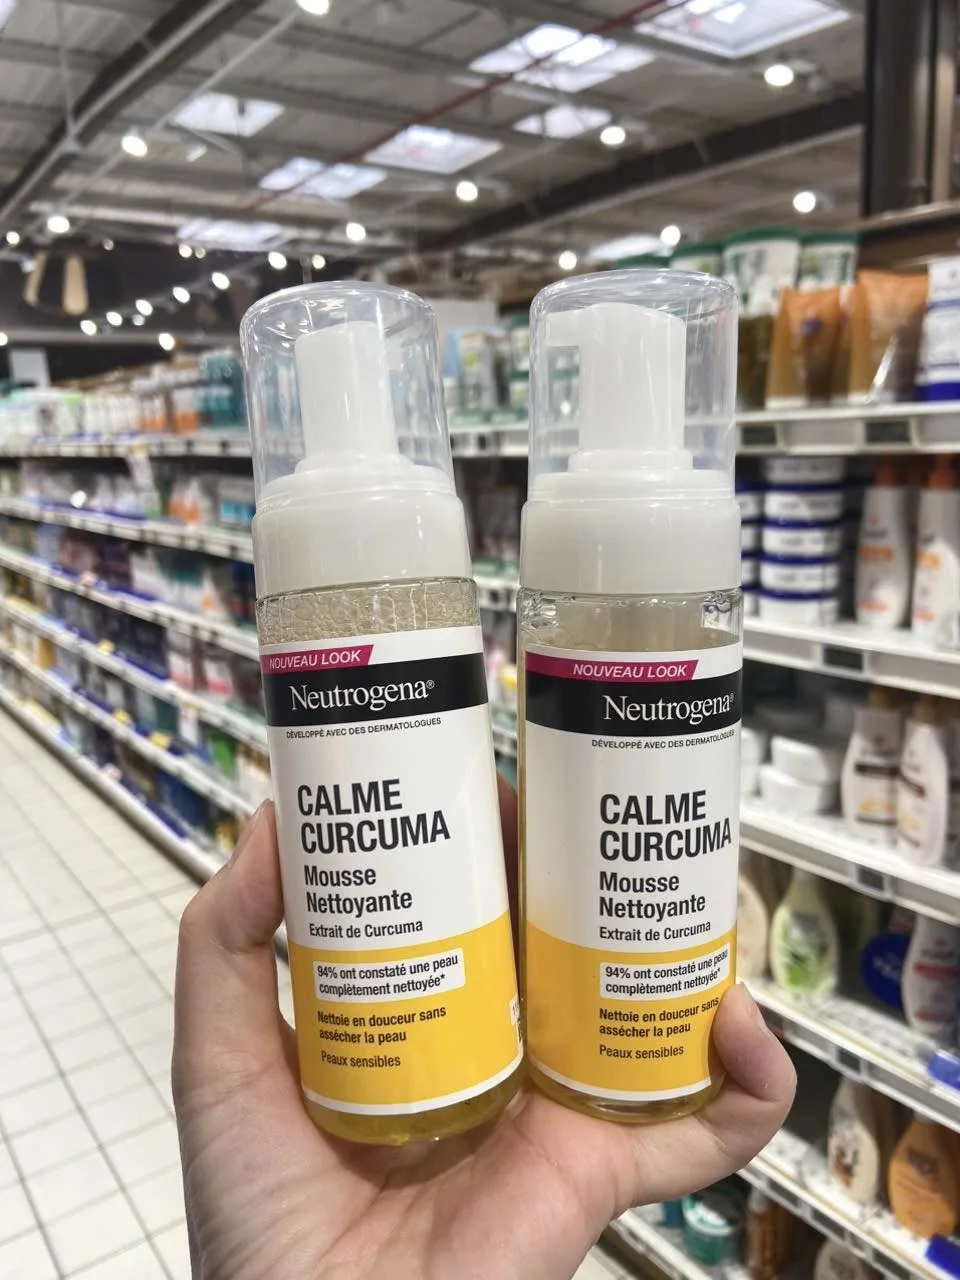 NOUVEAU LOOK
Neutrogena®
DÉVELOPPÉ AVEC DES DERMATOLOGUES
CALME
CURCUMA
Mousse
Nettoyante
Extrait de Curcuma
94% ont constaté une peau
complètement nettoyée*
Nettoie en douceur sans
assécher la peau
Peaux sensibles
NOUVEAU LOOK
Neutrogena®
DÉVELOPPÉ AVEC DES DERMATOLOGUES
CALME
CURCUMA
Mousse
Nettoyante
Extrait de Curcuma
94% ont constaté une peau
complètement nettoyée*
Nettoie en douceur sans
assécher la peau
Peaux sensibles